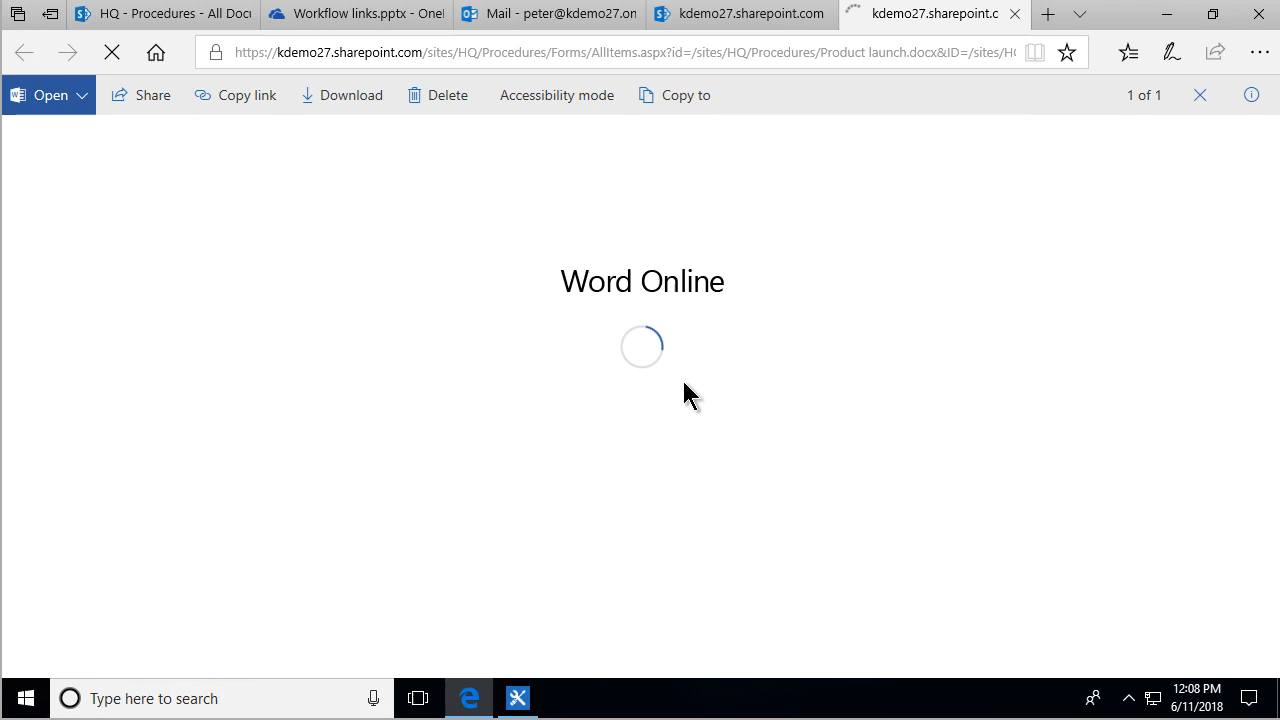 HQ - Procedures - All Docu
Workflow links.pptx - Onel
Mail - peter@kdemo27.on
kdemo27.sharepoint.com
kdemo27.sharepoint.c
https://kdemo27.sharepoint.com/sites/HQ/Procedures/Forms/AllItems.aspx?id=/sites/HQ/Procedures/Product launch.docx&ID=/sites/HQ
Open
Share
Copy link
Download
Delete
Accessibility mode
Copy to
1 of 1
Word Online
Type here to search
12:08 PM
6/11/2018